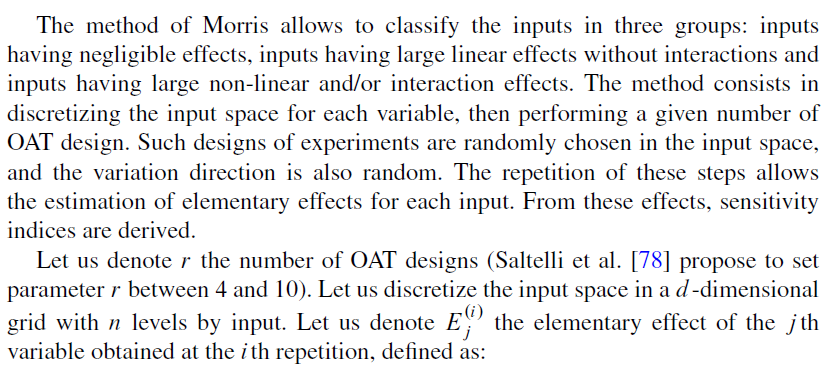 The method of Morris allows to classify the inputs in three groups: inputs
having negligible effects, inputs having large linear effects without interactions and
inputs having large non-linear and/or interaction effects. The method consists in
discretizing the input space for each variable, then performing a given number of
OAT design. Such designs of experiments are randomly chosen in the input space,
and the variation direction is also random. The repetition of these steps allows
the estimation of elementary effects for each input. From these effects, sensitivity
indices are derived.
Let us denote r the number of OAT designs (Saltelli et al. [78] propose to set
parameter r between 4 and 10). Let us discretize the input space in a d-dimensional
grid with n levels by input. Let us denote E_j^{(i)} the elementary effect of the jth
variable obtained at the ith repetition, defined as: